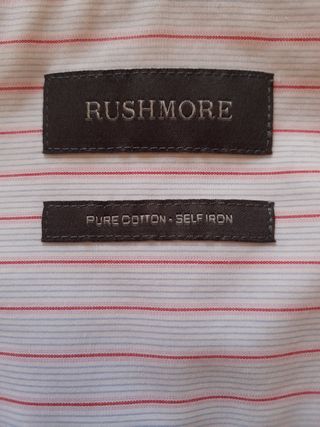 RUSHMORE
PURE COTTON - SELF IRON